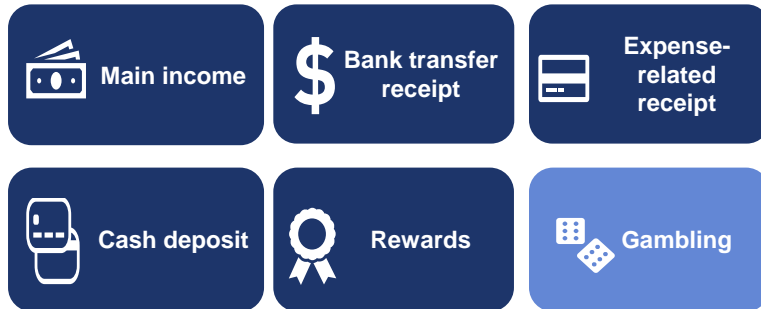 Main income
Bank transfer
receipt
Expense-
related
receipt
Cash deposit
Rewards
Gambling